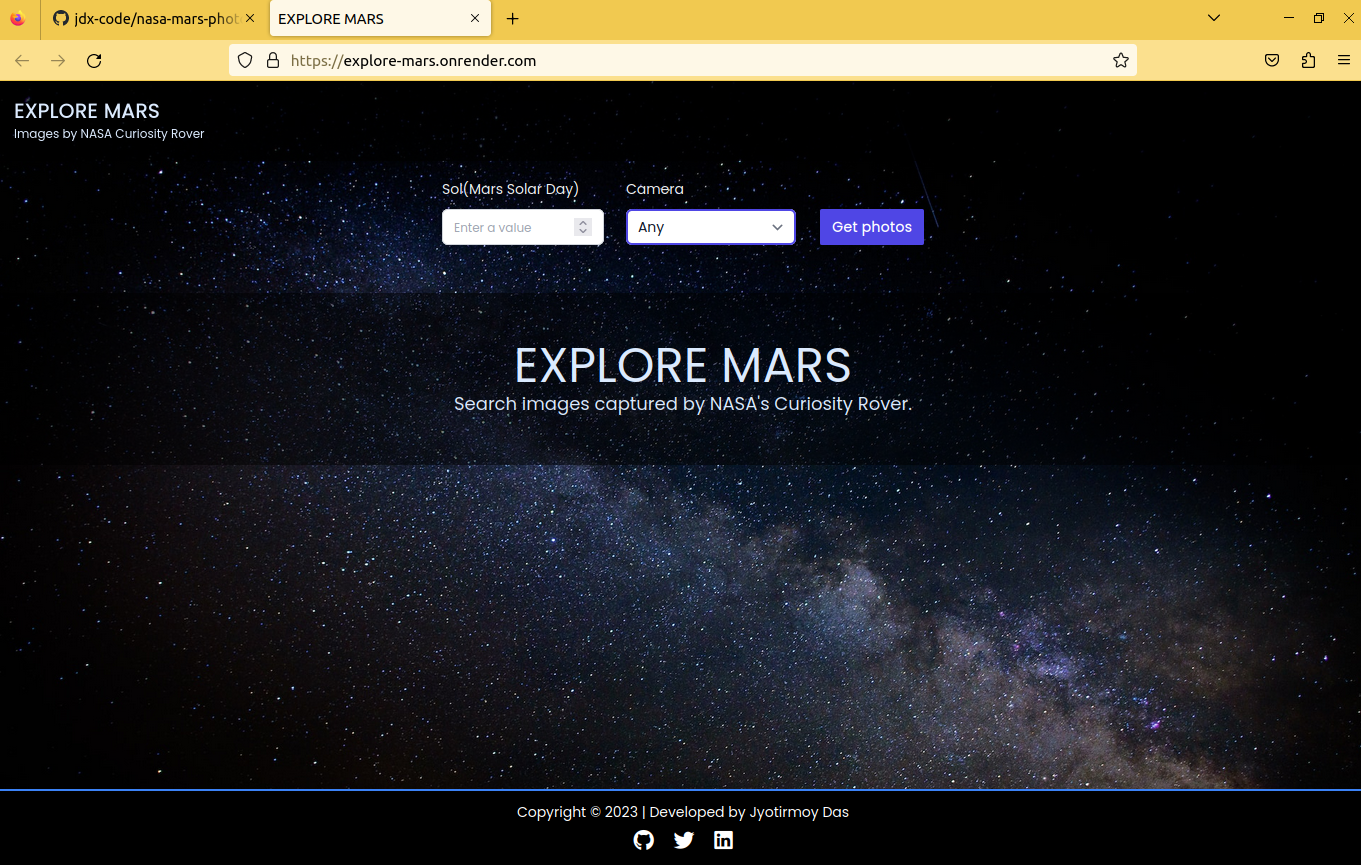 jdx-code/nasa-mars-phot
EXPLORE MARS
https://explore-mars.onrender.com
EXPLORE MARS
Images by NASA Curiosity Rover
Sol(Mars Solar Day)
Camera
Enter a value
Any
Get photos
EXPLORE MARS
Search images captured by NASA's Curiosity Rover.
Copyright © 2023 | Developed by Jyotirmoy Das
in